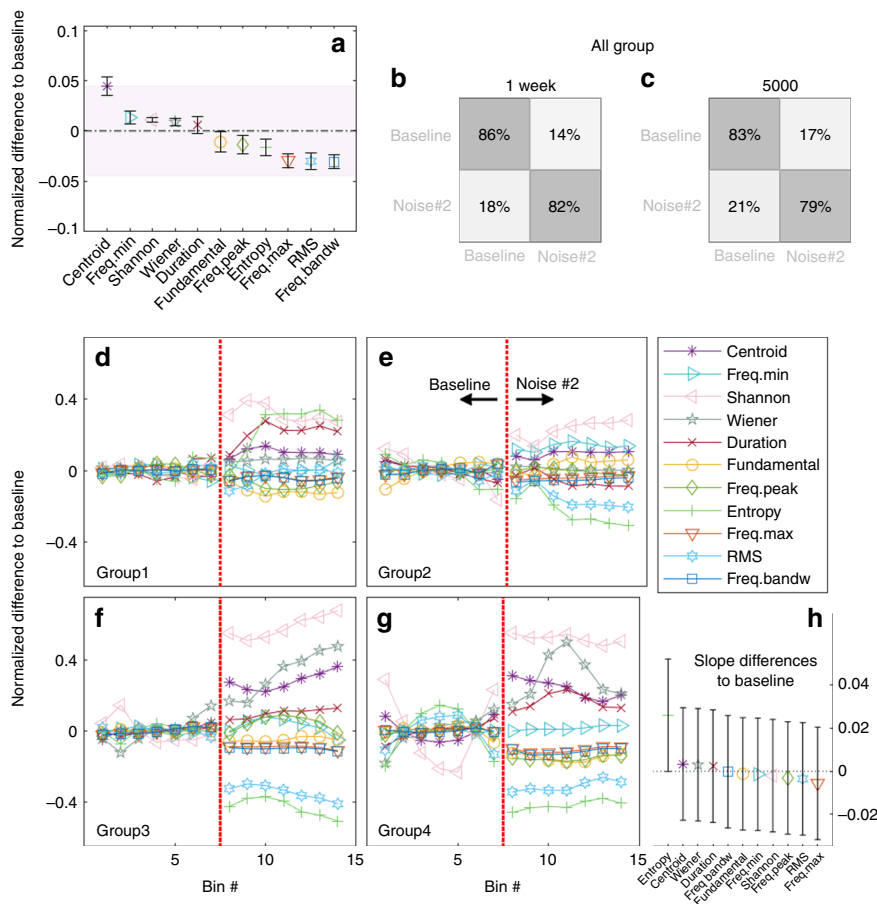 a
0.1
0.05
0
−0.05
−0.1
Normalized difference to baseline
Centroid
Freq.min
Shannon
Wiener
Duration
Fundamental
Freq.peak
Entropy
Freq.max
RMS
Freq.bandw
All group
b
1 week
Baseline
86%
14%
Noise#2
18%
82%
Baseline
Noise#2
c
5000
Baseline
83%
17%
Noise#2
21%
79%
Baseline
Noise#2
Normalized difference to baseline
d
0.4
0
−0.4
Group1
e
Baseline
Noise #2
Group2
Centroid
Freq.min
Shannon
Wiener
Duration
Fundamental
Freq.peak
Entropy
Freq.max
RMS
Freq.bandw
f
0.4
0
−0.4
Group3
5
10
15
Bin #
g
Group4
5
10
15
Bin #
h
Slope differences
to baseline
0.04
0.02
0
−0.02
Entropy
Centroid
Wiener
Duration
Freq bandw
Fundamental
Freq.min
Shannon
Freq.peak
RMS
Freq.max